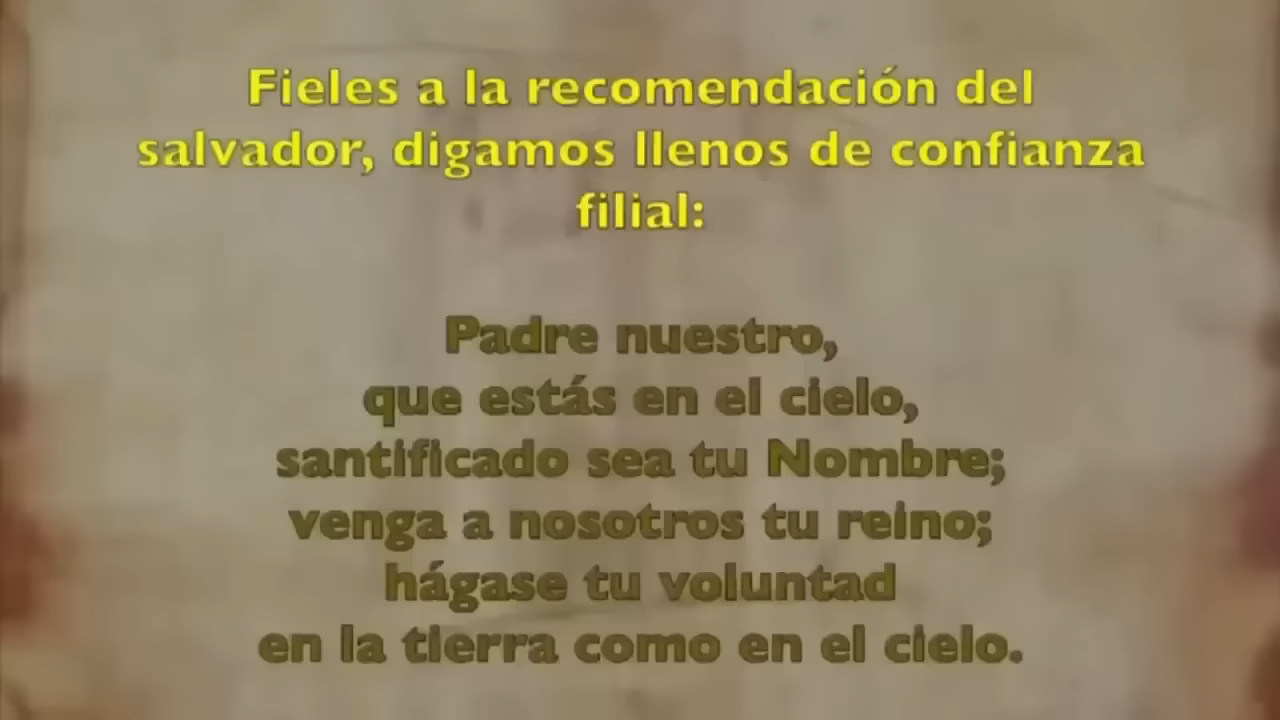 Fieles a la recomendación del
salvador, digamos llenos de confianza
filial:
Padre nuestro,
que estás en el cielo,
santificado sea tu Nombre;
venga a nosotros tu reino;
hágase tu voluntad
en la tierra como en el cielo.